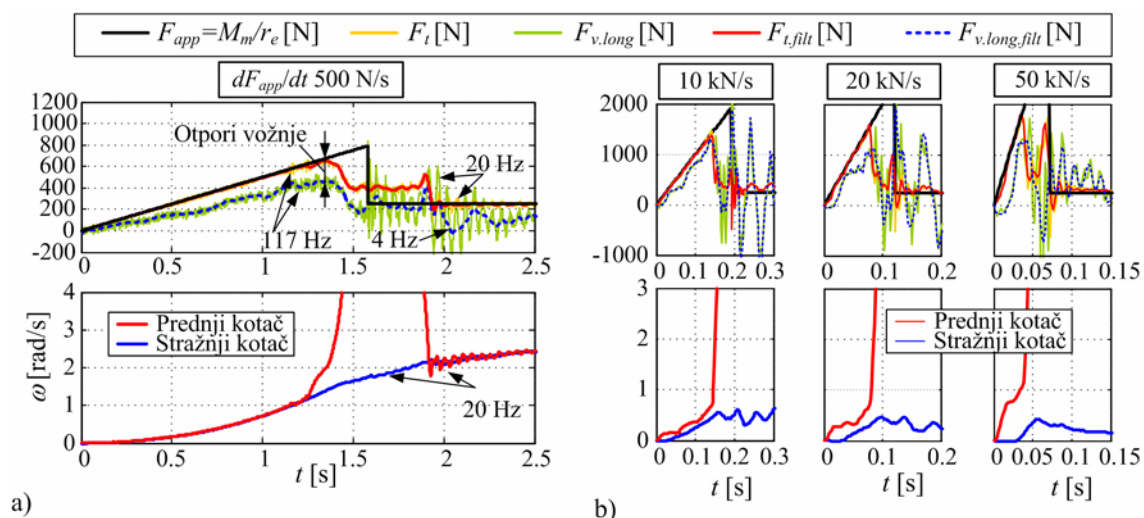 F_app=M_m/r_e [N] F_t [N] F_v.long [N] F_t.filt [N] F_v.long.filt [N]
dF_app/dt 500 N/s
10 kN/s 20 kN/s 50 kN/s
1200
1000
800
600
400
200
0
-200
Otpori vožnje
20 Hz
117 Hz
4 Hz
0 0.5 1 1.5 2 2.5
2000
1000
0
-1000
0 0.1 0.2 0.3
0 0.1 0.2
0 0.05 0.1 0.15
ω [rad/s]
4
3
2
1
0
Prednji kotač
Stražnji kotač
20 Hz
0 0.5 1 1.5 2 2.5
t [s]
3
2
1
0
Prednji kotač
Stražnji kotač
0 0.1 0.2 0.3
0 0.1 0.2
0 0.05 0.1 0.15
t [s] t [s] t [s]
a) b)